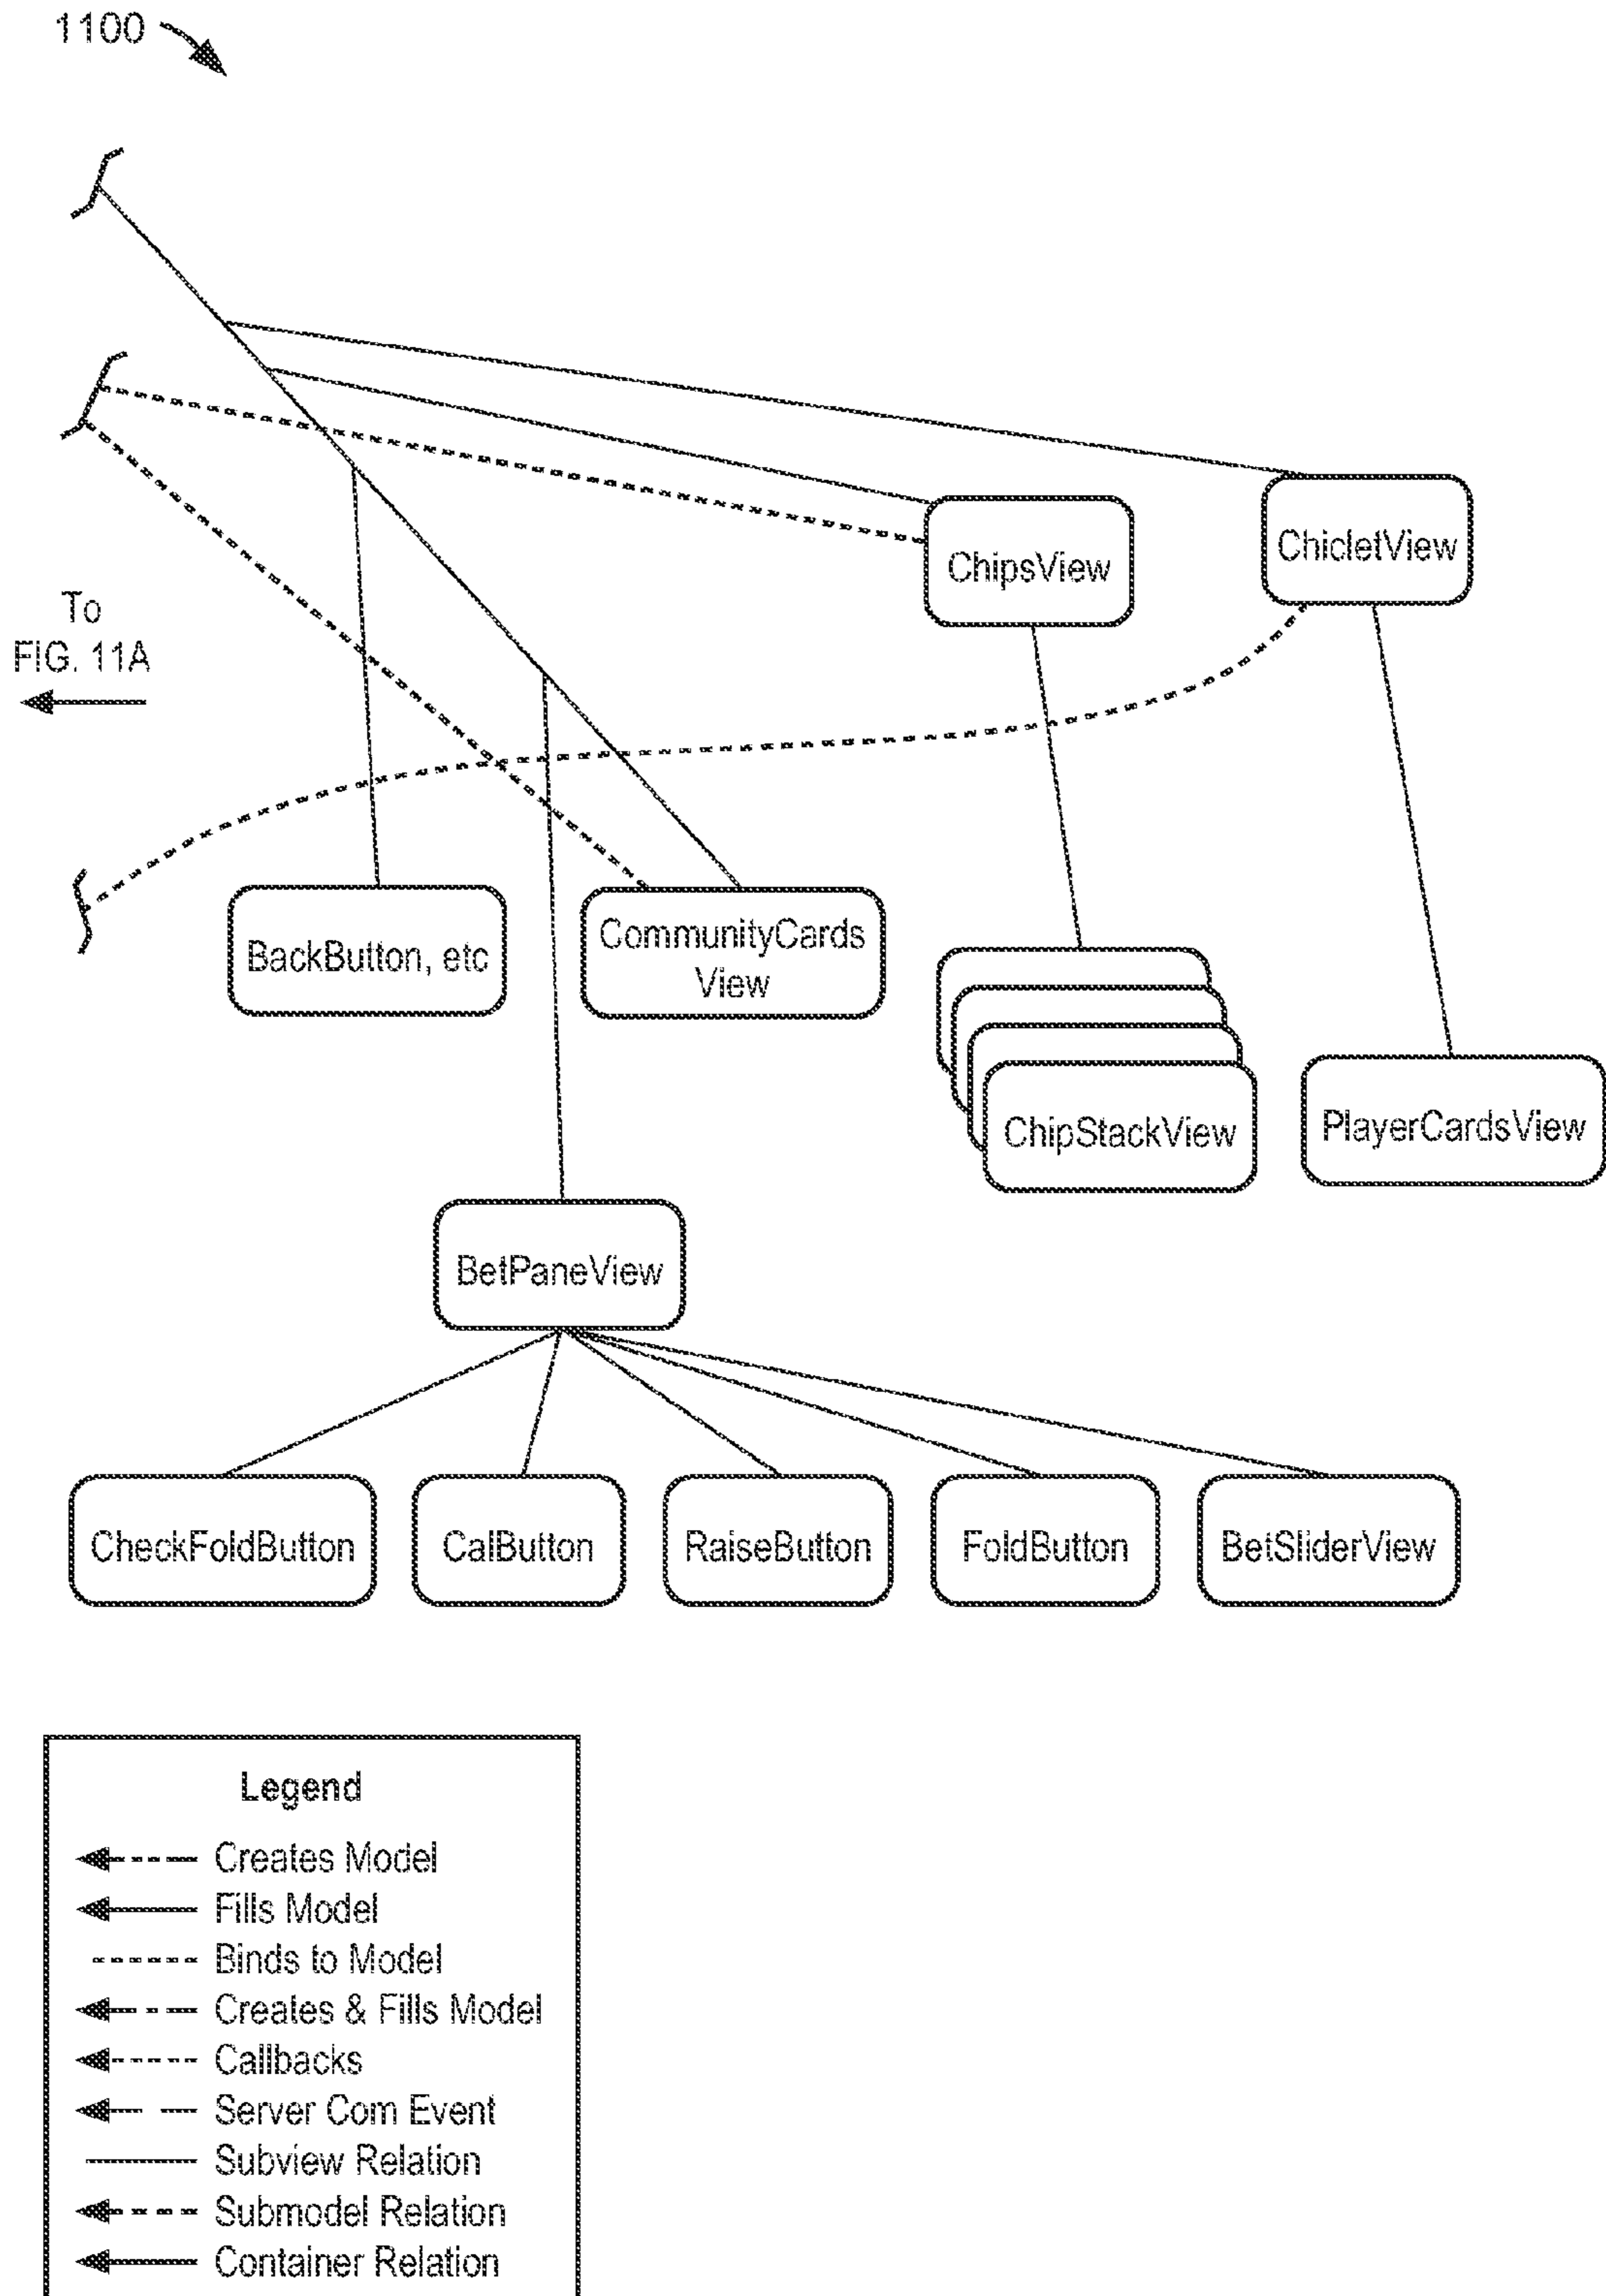 1100
To
FIG. 11A
ChipsView
ChicletView
BackButton, etc
CommunityCards
View
ChipStackView
PlayerCardsView
BetPaneView
CheckFoldButton
CalButton
RaiseButton
FoldButton
BetSliderView
Legend
Creates Model
Fills Model
Binds to Model
Creates & Fills Model
Callbacks
Server Com Event
Subview Relation
Submodel Relation
Container Relation